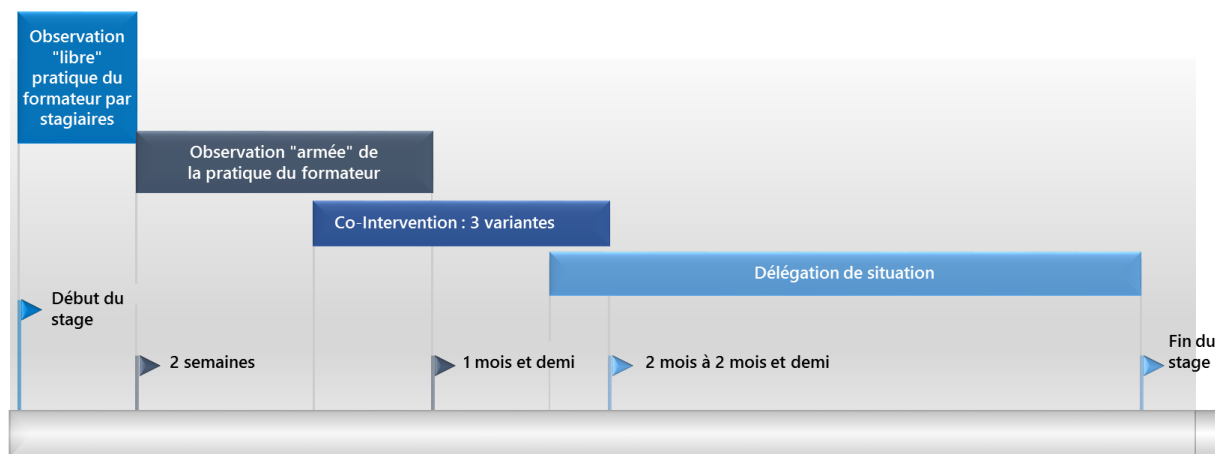 Observation
"libre"
pratique du
formateur par
stagiaires
Observation "armée" de
la pratique du formateur
Co-Intervention : 3 variantes
Délégation de situation
Début du
stage
2 semaines
1 mois et demi
2 mois à 2 mois et demi
Fin du
stage